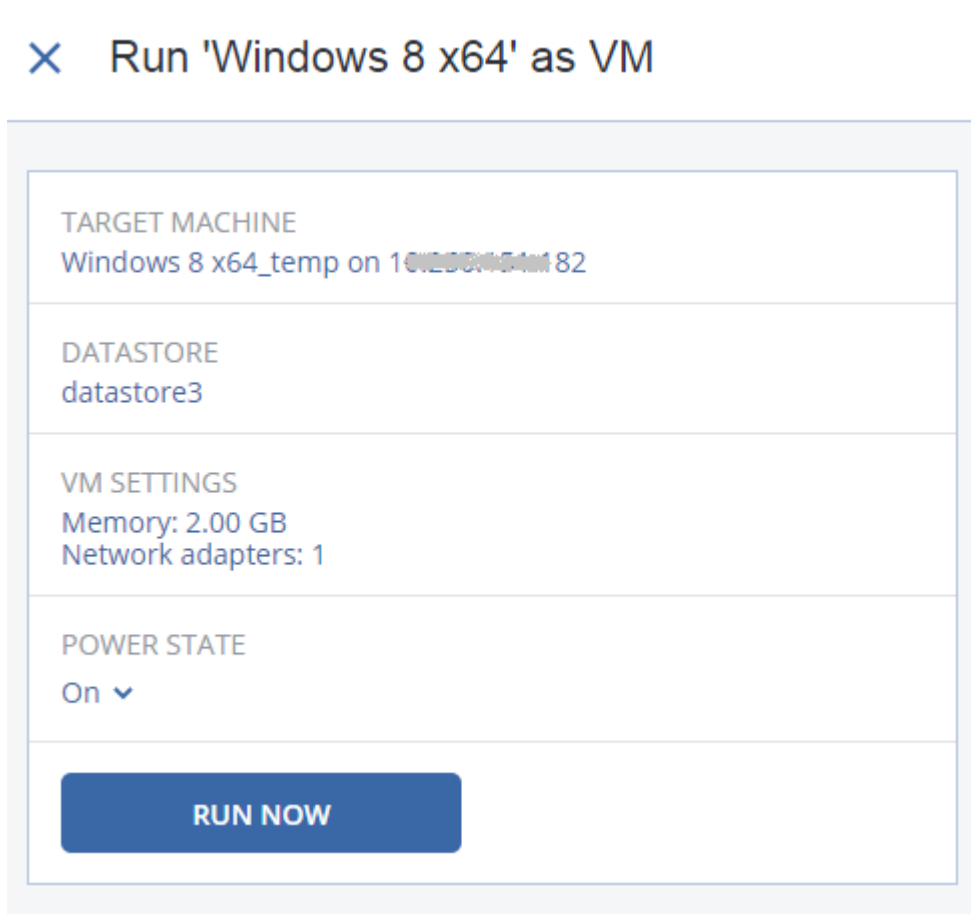 Run 'Windows 8 x64' as VM
TARGET MACHINE
Windows 8 x64_temp on 182
DATASTORE
datastore3
VM SETTINGS
Memory: 2.00 GB
Network adapters: 1
POWER STATE
On
RUN NOW